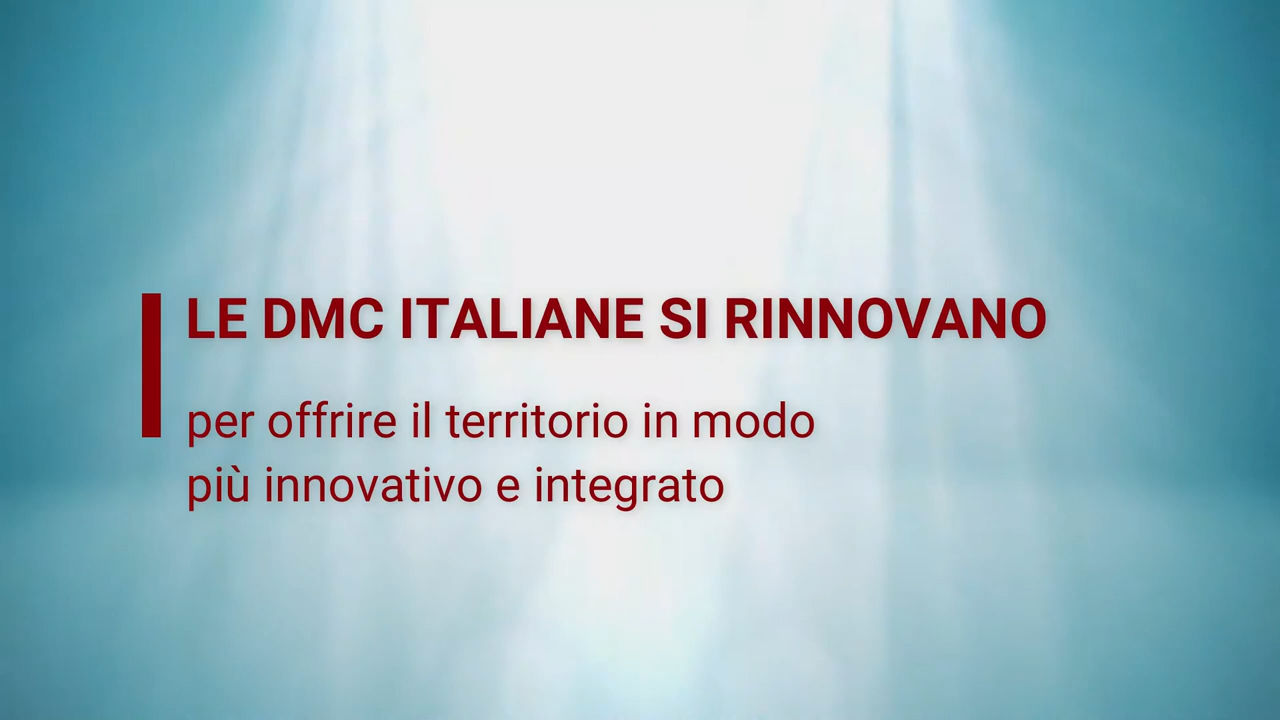 LE DMC ITALIANE SI RINNOVANO
per offrire il territorio in modo
più innovativo e integrato